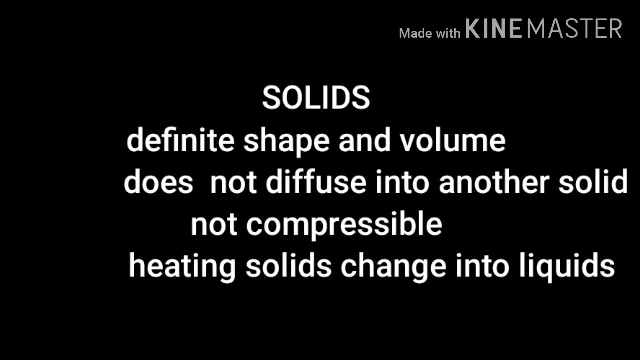 Made with KINEMASTER
SOLIDS
definite shape and volume
does not diffuse into another solid
not compressible
heating solids change into liquids